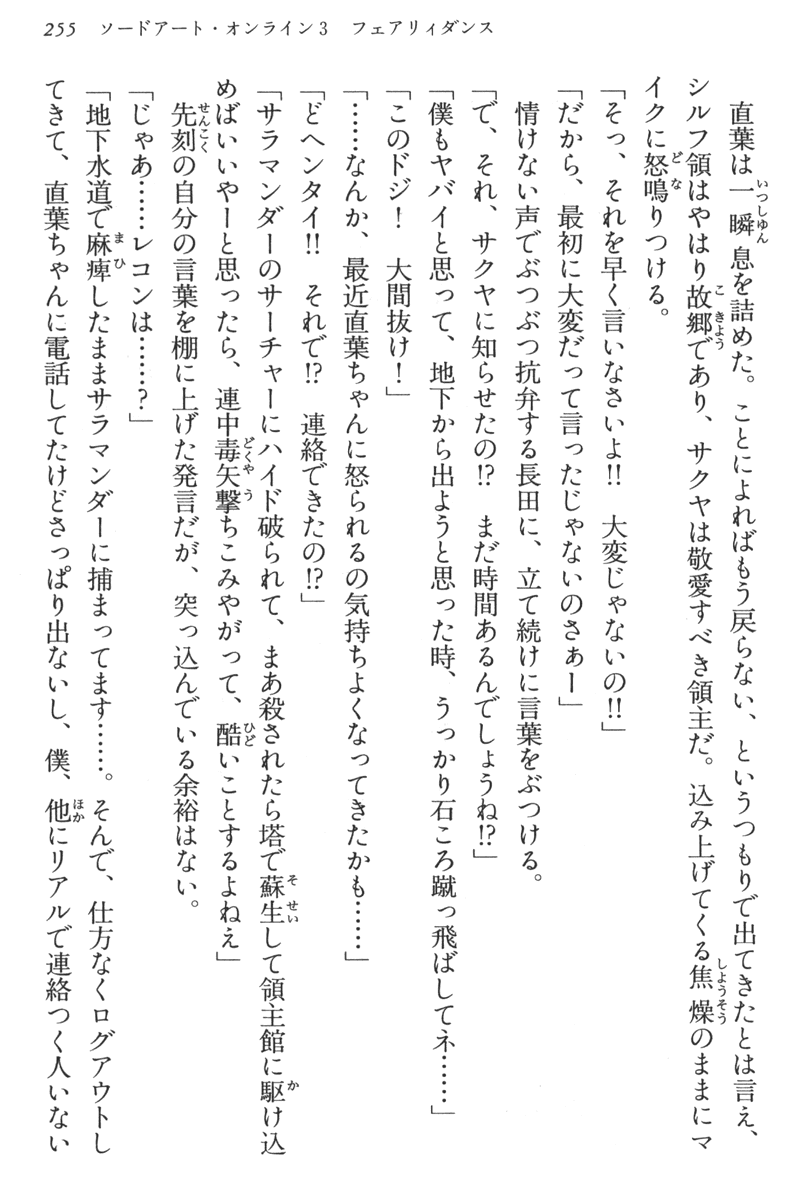 255 ソードアート・オンライン3 フェアリィダンス
直葉は一瞬息を詰めた。ことによればもう戻らない、というつもりで出てきたとは言え、
シルフ領はやはり故郷であり、サクヤは敬愛すべき領主だ。込み上げてくる焦燥のままにマ
イクに怒鳴りつける。
「そっ、それを早く言いなさいよ!! 大変じゃないの!!」
「だから、最初に大変だって言ったじゃないのさぁー」
情けない声でぶつぶつ抗弁する長田に、立て続けに言葉をぶつける。
「で、それ、サクヤに知らせたの!? まだ時間あるんでしょうね!?」
「僕もヤバイと思って、地下から出ようと思った時、うっかり石ころ蹴っ飛ばしてネ……」
「このドジ! 大間抜け!」
「……なんか、最近直葉ちゃんに怒られるの気持ちよくなってきたかも……」
「どヘンタイ!! それで!? 連絡できたの!?」
「サラマンダーのサーチャーにハイド破られて、まあ殺されたら塔で蘇生して領主館に駆け込
めばいいやーと思ったら、連中毒矢撃ちこみやがって、酷いことするよねえ」
先刻の自分の言葉を棚に上げた発言だが、突っ込んでいる余裕はない。
「じゃあ……レコンは……?」
「地下水道で麻痺したままサラマンダーに捕まってます……。そんで、仕方なくログアウトし
てきて、直葉ちゃんに電話してたけどさっぱり出ないし、僕、他にリアルで連絡つく人いない